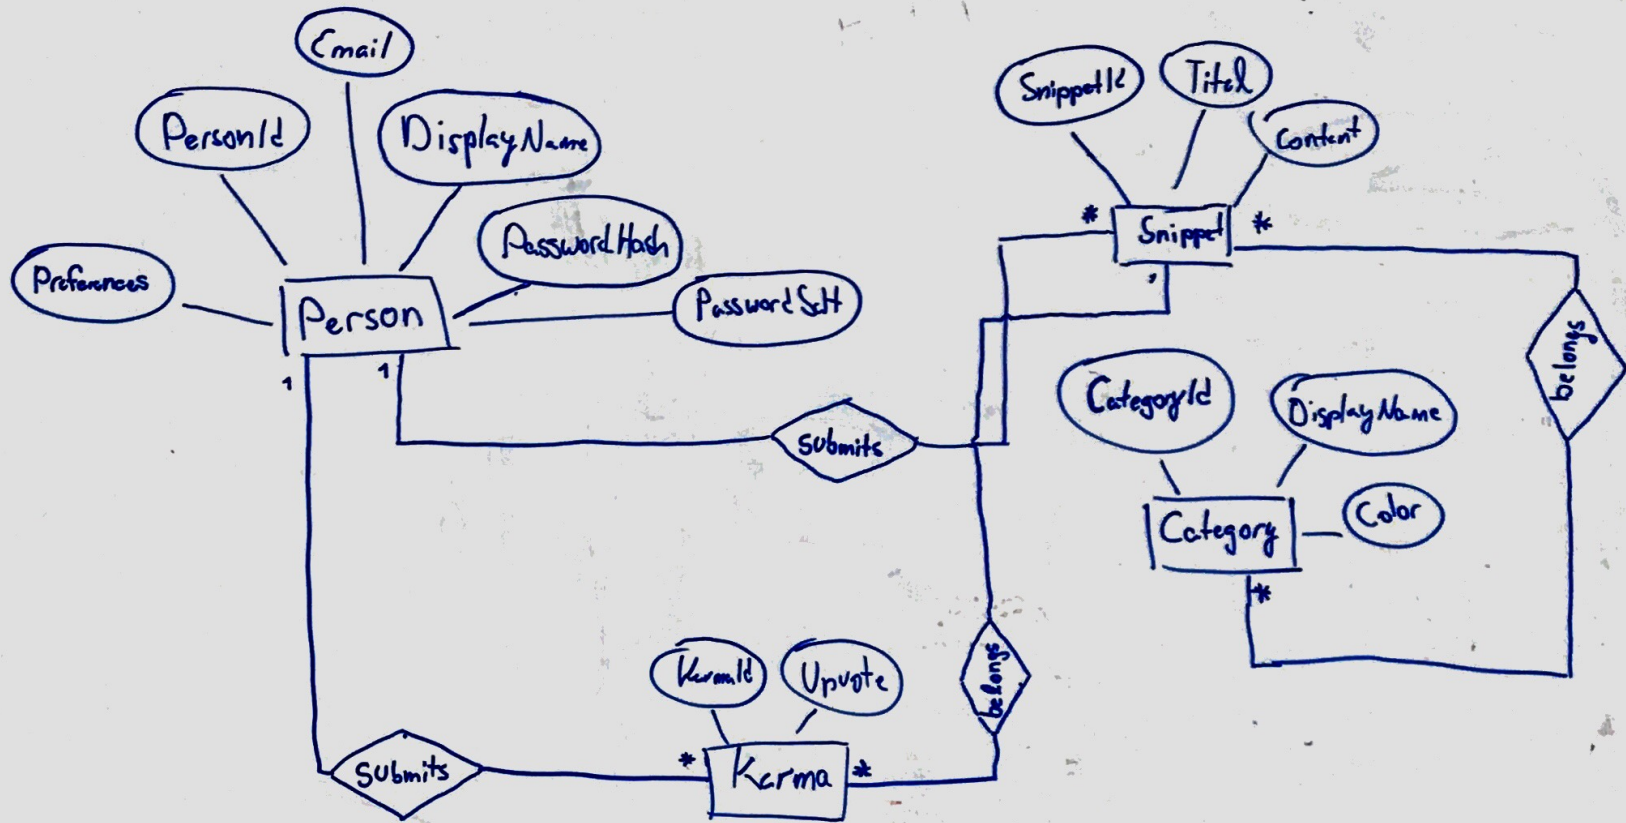 Email
PersonId
DisplayName
PasswordHash
Preferences
PasswordSalt
Person
1
1
submits
SnippetId
Titel
Content
*
Snippet
*
1
belongs
CategoryId
DisplayName
Category
Color
*
KarmaId
Upvote
belongs
submits
*
Karma
*